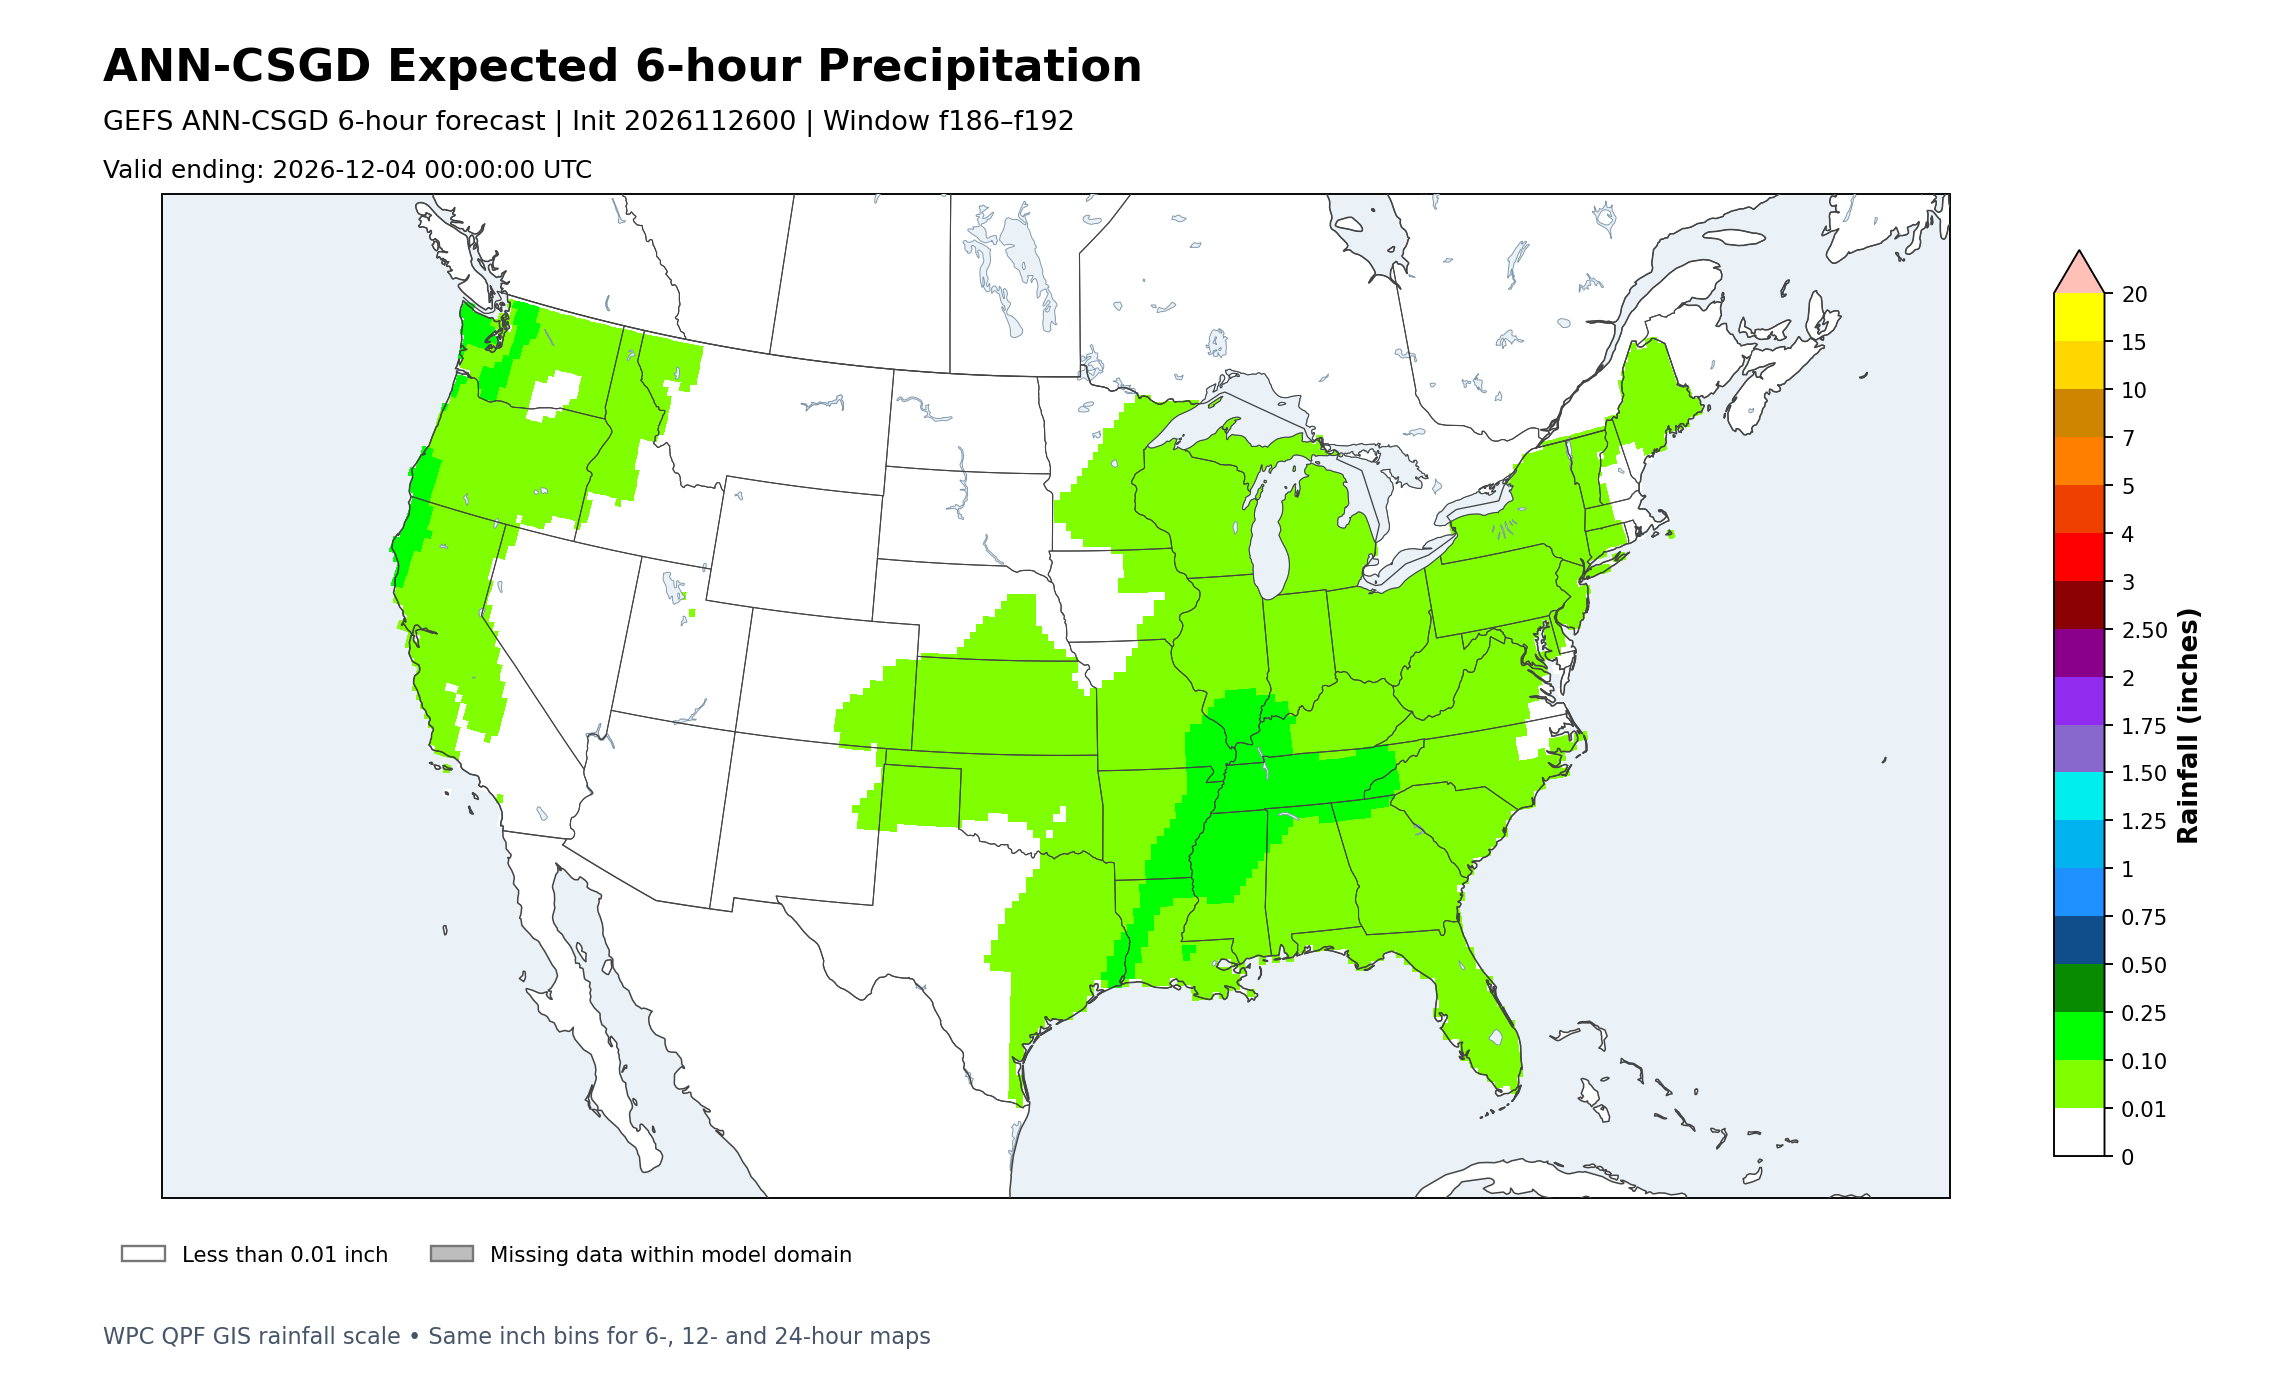 ANN-CSGD Expected 6-hour Precipitation
GEFS ANN-CSGD 6-hour forecast | Init 2026112600 | Window f186–f192
Valid ending: 2026-12-04 00:00:00 UTC
20
15
10
7
5
4
3
2.50
2
1.75
1.50
1.25
1
0.75
0.50
0.25
0.10
0.01
0
Rainfall (inches)
Less than 0.01 inch
Missing data within model domain
WPC QPF GIS rainfall scale • Same inch bins for 6-, 12- and 24-hour maps